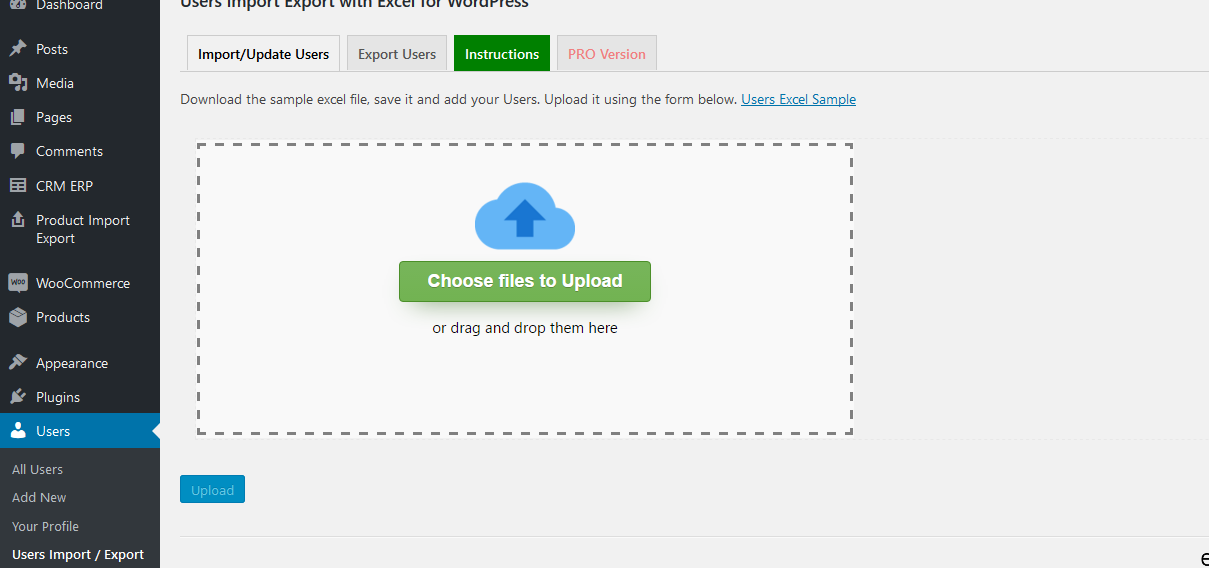 Dashboard
Users Import Export with Excel for WordPress
Posts
Media
Pages
Comments
CRM ERP
Product Import
Export
WOO WooCommerce
Products
Appearance
Plugins
Users
All Users
Add New
Your Profile
Users Import / Export
Import/Update Users Export Users Instructions PRO Version
Download the sample excel file, save it and add your Users. Upload it using the form below. Users Excel Sample
Choose files to Upload
or drag and drop them here
Upload
e